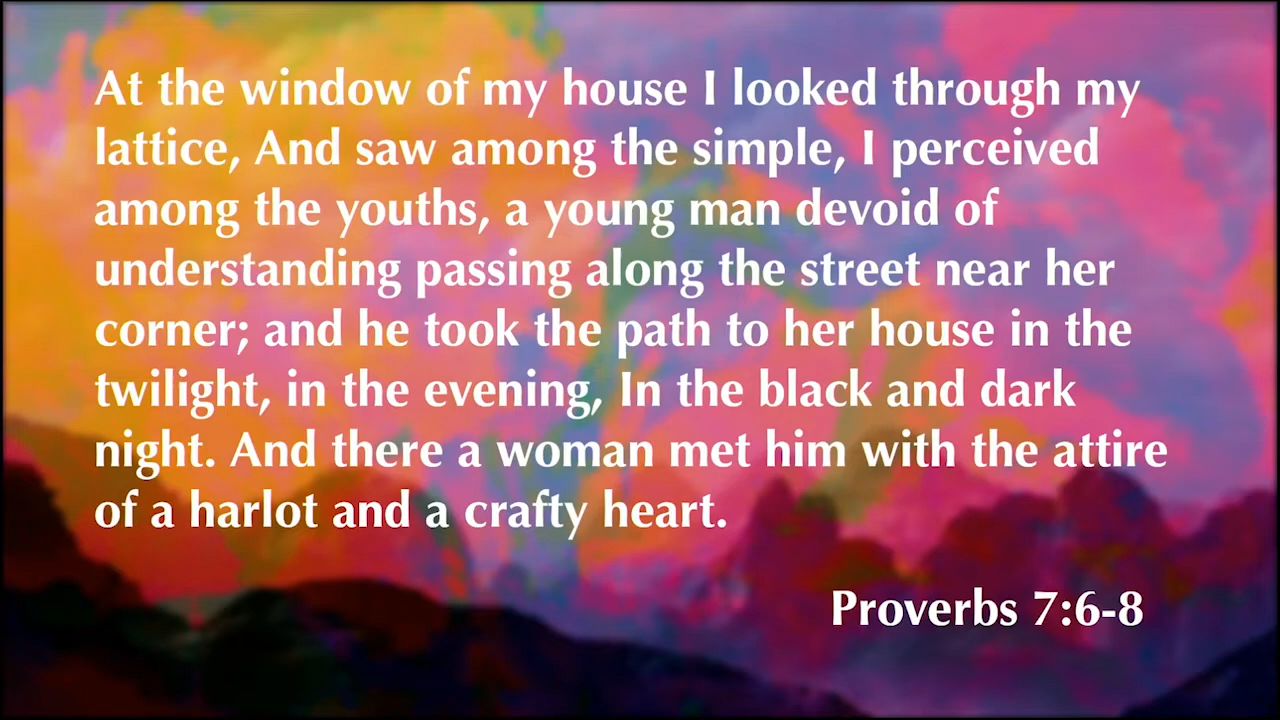 At the window of my house I looked through my
lattice, And saw among the simple, I perceived
among the youths, a young man devoid of
understanding passing along the street near her
corner; and he took the path to her house in the
twilight, in the evening, In the black and dark
night. And there a woman met him with the attire
of a harlot and a crafty heart.
Proverbs 7:6-8